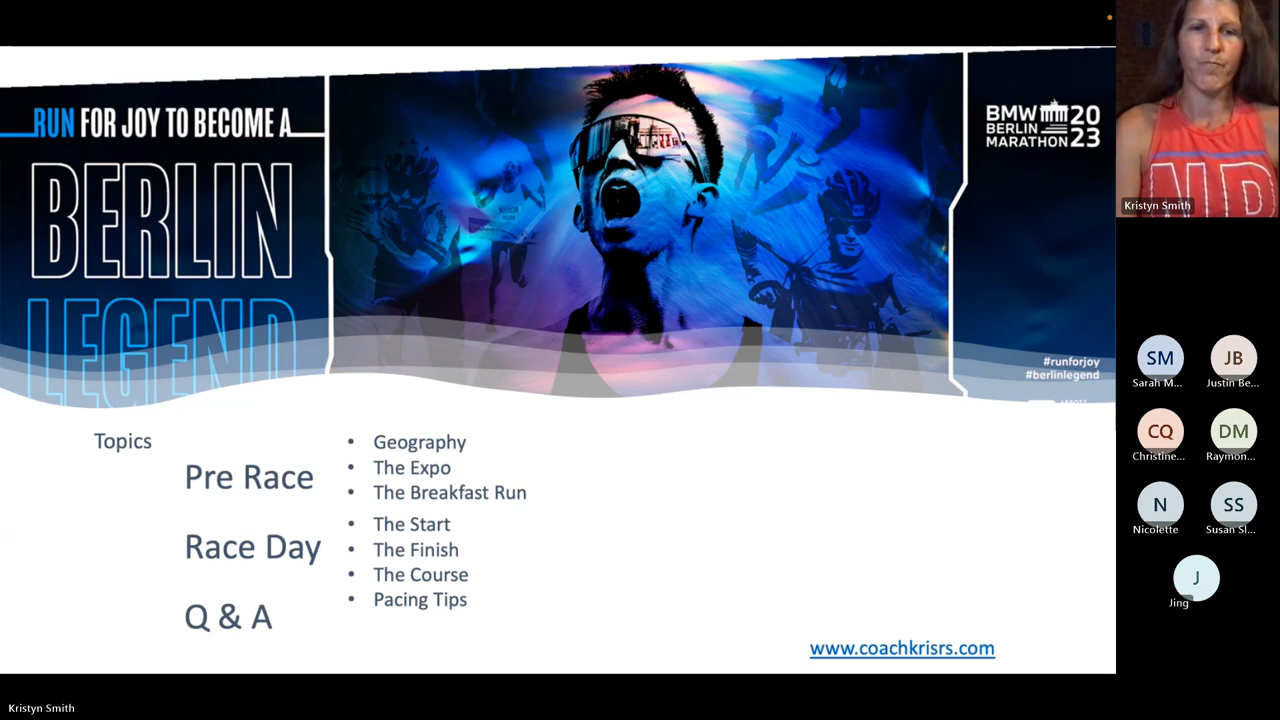 RUN FOR JOY TO BECOME A
BERLIN
LEGEND
BMW
BERLIN
MARATHON
20
23
#runforjoy
#berlinlegend
Topics
Pre Race
• Geography
• The Expo
• The Breakfast Run
Race Day
• The Start
• The Finish
• The Course
• Pacing Tips
Q & A
www.coachkrisrs.com
Kristyn Smith
SM
Sarah M...
JB
Justin Be...
CQ
Christine...
DM
Raymon...
N
Nicolette
SS
Susan Sl...
J
Jing
Kristyn Smith